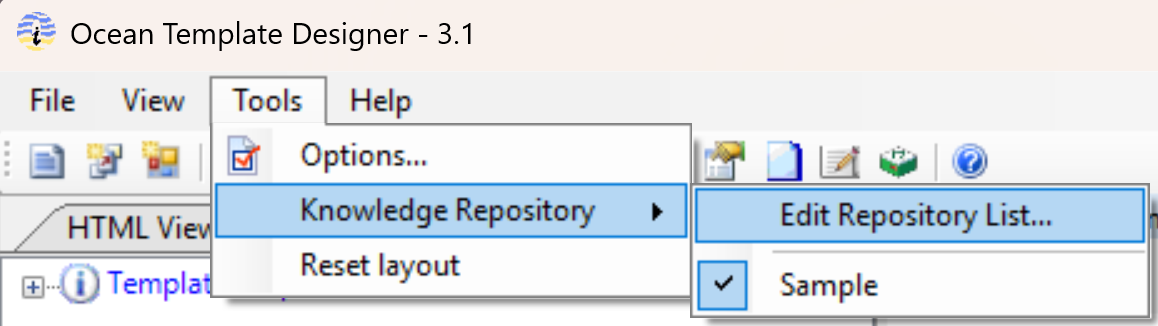 Ocean Template Designer - 3.1
File View Tools Help
Options...
Knowledge Repository
Edit Repository List...
HTML View
Reset layout
Sample
Templat